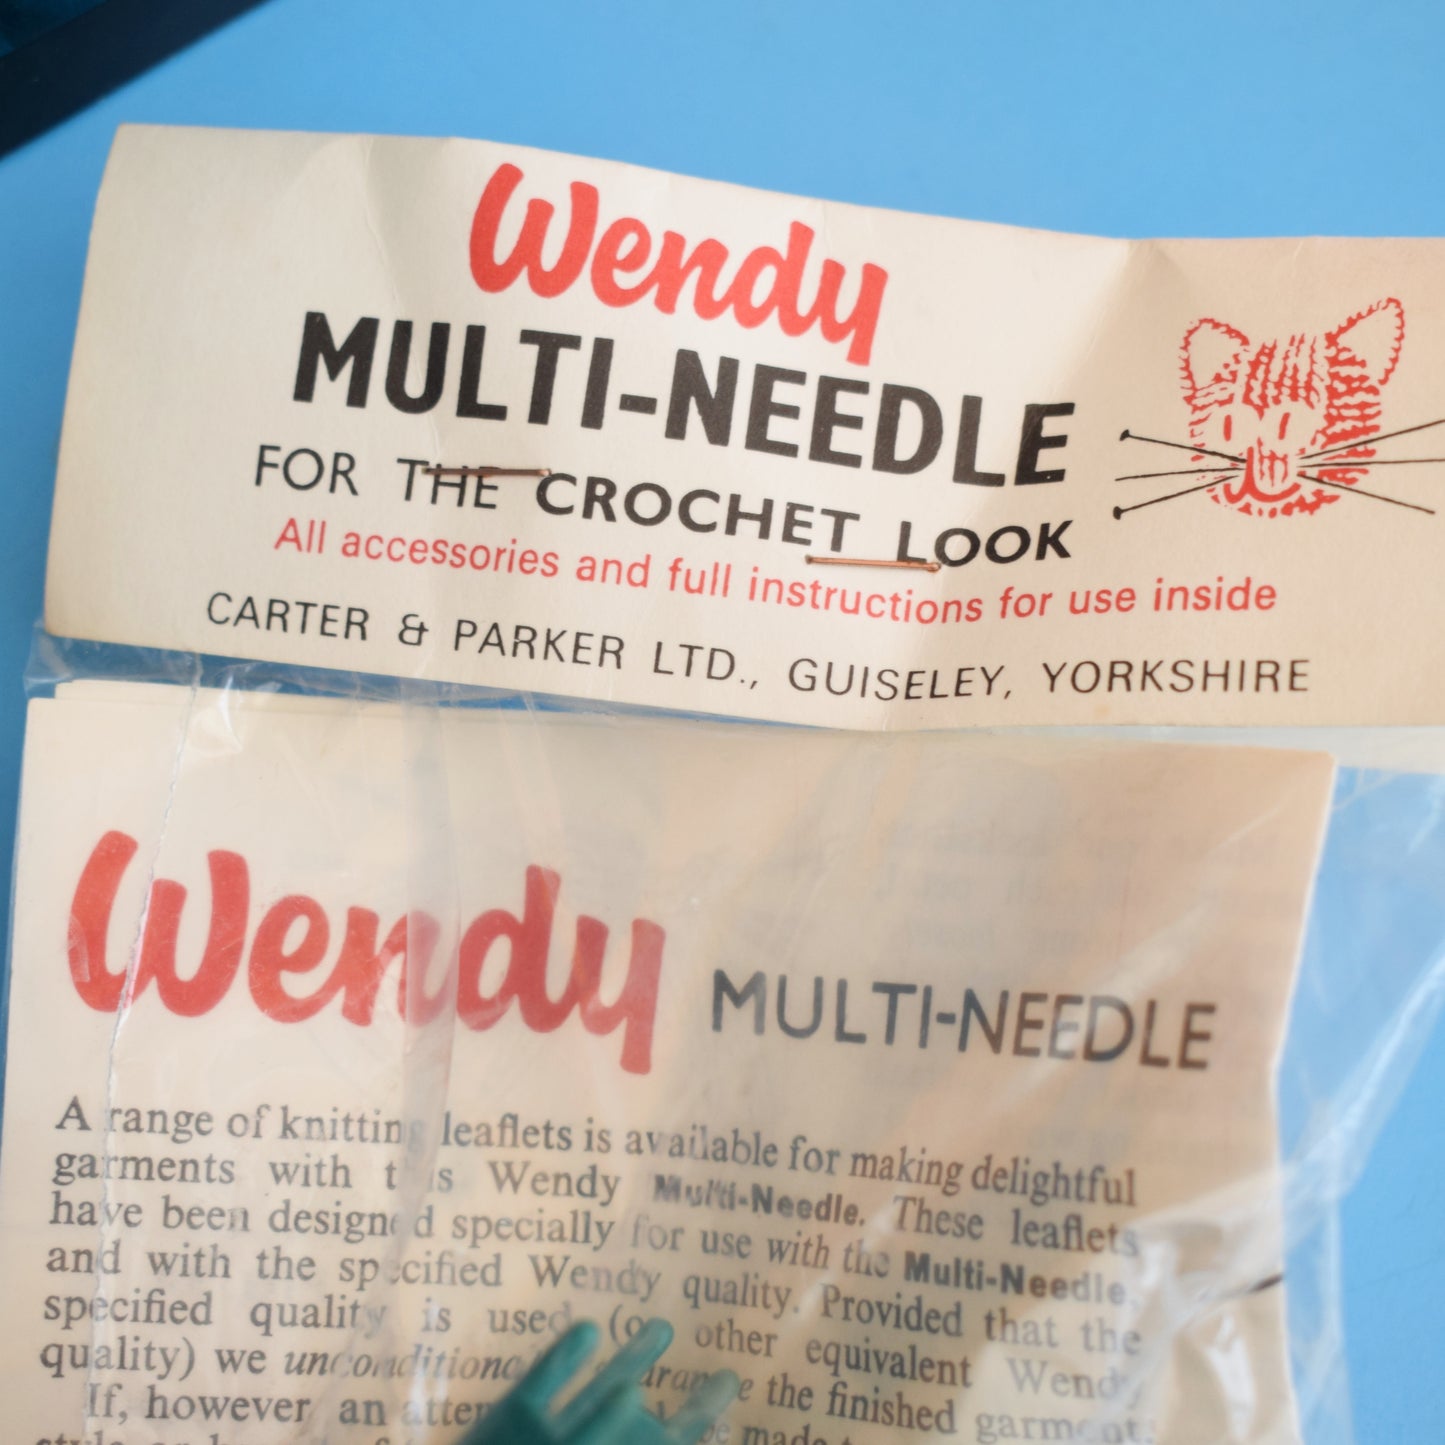 Wendy
MULTI-NEEDLE
FOR THE CROCHET LOOK
All accessories and full instructions for use inside
CARTER & PARKER LTD., GUISELEY, YORKSHIRE
Wendy MULTI-NEEDLE
A range of knitting leaflets is available for making delightful
garments with this Wendy Multi-Needle. These leaflets
have been designed specially for use with the Multi-Needle,
and with the specified Wendy quality. Provided that the
specified quality is used (or other equivalent Wendy
quality) we the finished garment.
If, however an be made